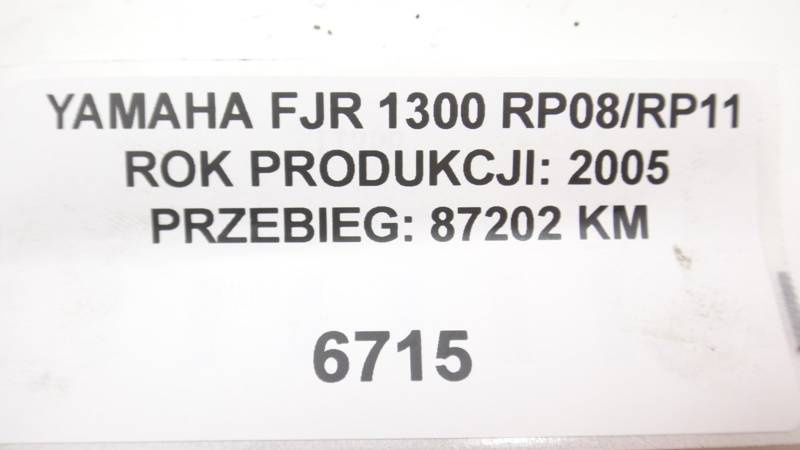 YAMAHA FJR 1300 RP08/RP11
ROK PRODUKCJI: 2005
PRZEBIEG: 87202 KM
6715